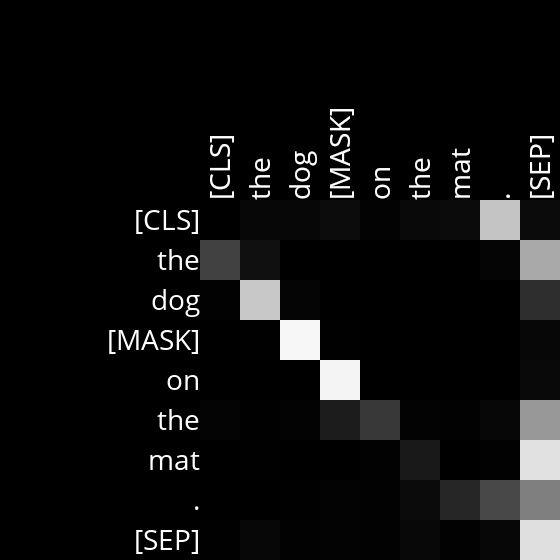 [CLS] the dog [MASK] on the mat . [SEP]
[CLS]
the
dog
[MASK]
on
the
mat
.
[SEP]